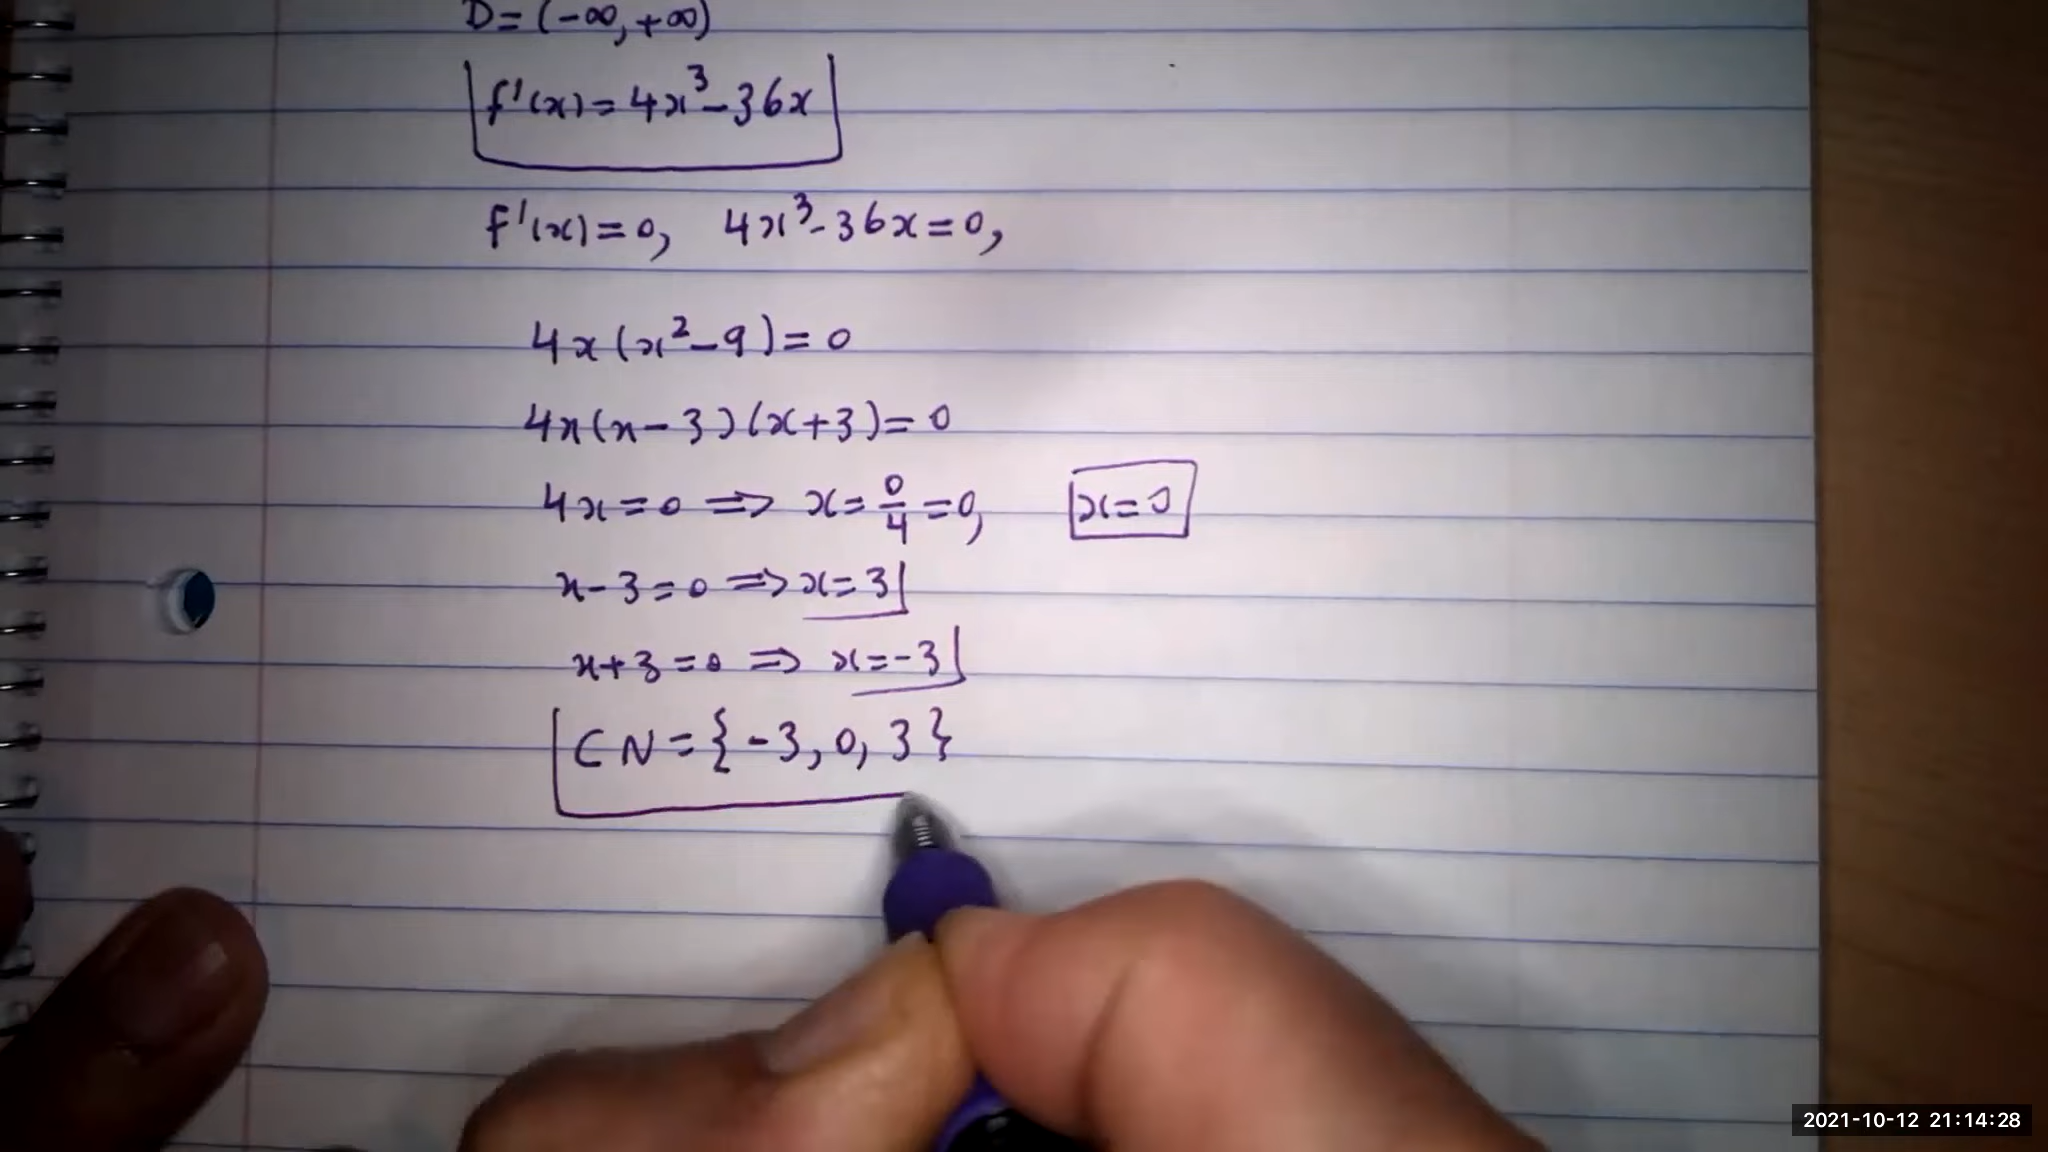 D = (-∞, +∞)
f'(x) = 4x³ - 36x
f'(x) = 0, 4x³ - 36x = 0,
4x(x² - 9) = 0
4x(x - 3)(x + 3) = 0
4x = 0 ⇒ x = 0/4 = 0, x = 0
x - 3 = 0 ⇒ x = 3
x + 3 = 0 ⇒ x = -3
CN = {-3, 0, 3}
2021-10-12 21:14:28